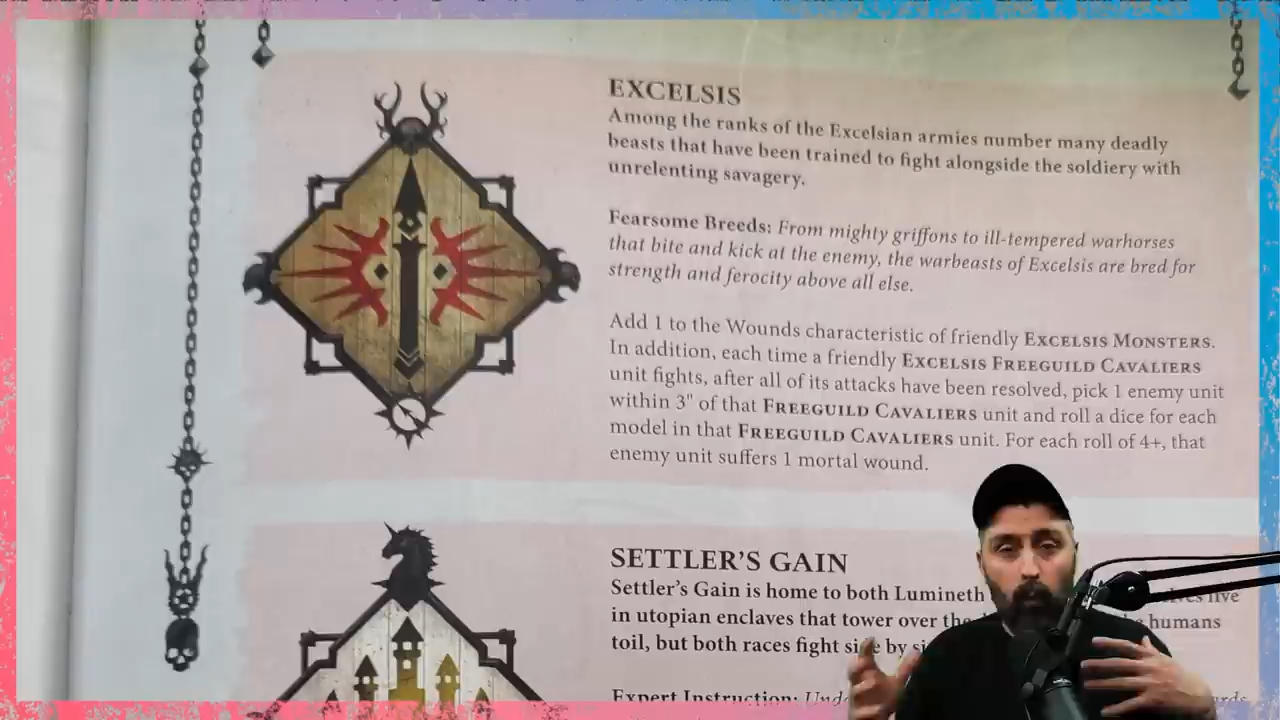 EXCELSIS
Among the ranks of the Excelsian armies number many deadly
beasts that have been trained to fight alongside the soldiery with
unrelenting savagery.
Fearsome Breeds: From mighty griffons to ill-tempered warhorses
that bite and kick at the enemy, the warbeasts of Excelsis are bred for
strength and ferocity above all else.
Add 1 to the Wounds characteristic of friendly EXCELSIS MONSTERS.
In addition, each time a friendly EXCELSIS FREEGUILD CAVALIERS
unit fights, after all of its attacks have been resolved, pick 1 enemy unit
within 3" of that FREEGUILD CAVALIERS unit and roll a dice for each
model in that FREEGUILD CAVALIERS unit. For each roll of 4+, that
enemy unit suffers 1 mortal wound.
SETTLER'S GAIN
Settler's Gain is home to both Lumineth live
in utopian enclaves that tower over the humans
toil, but both races fight side by
Expert Instruction: